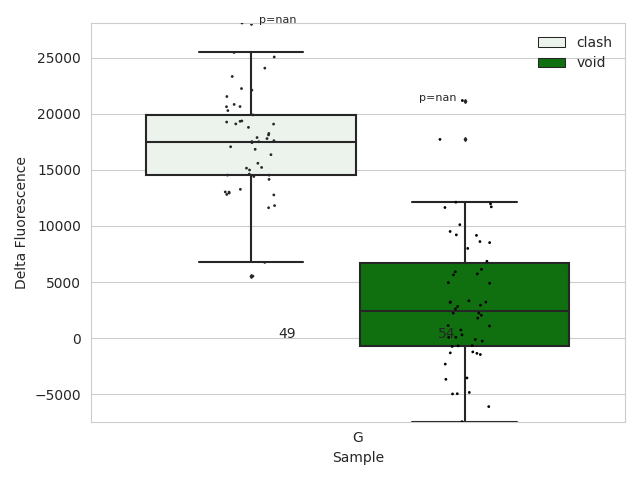 p=nan
clash
void
p=nan
25000
20000
15000
10000
5000
0
−5000
Delta Fluorescence
49
54
G
Sample